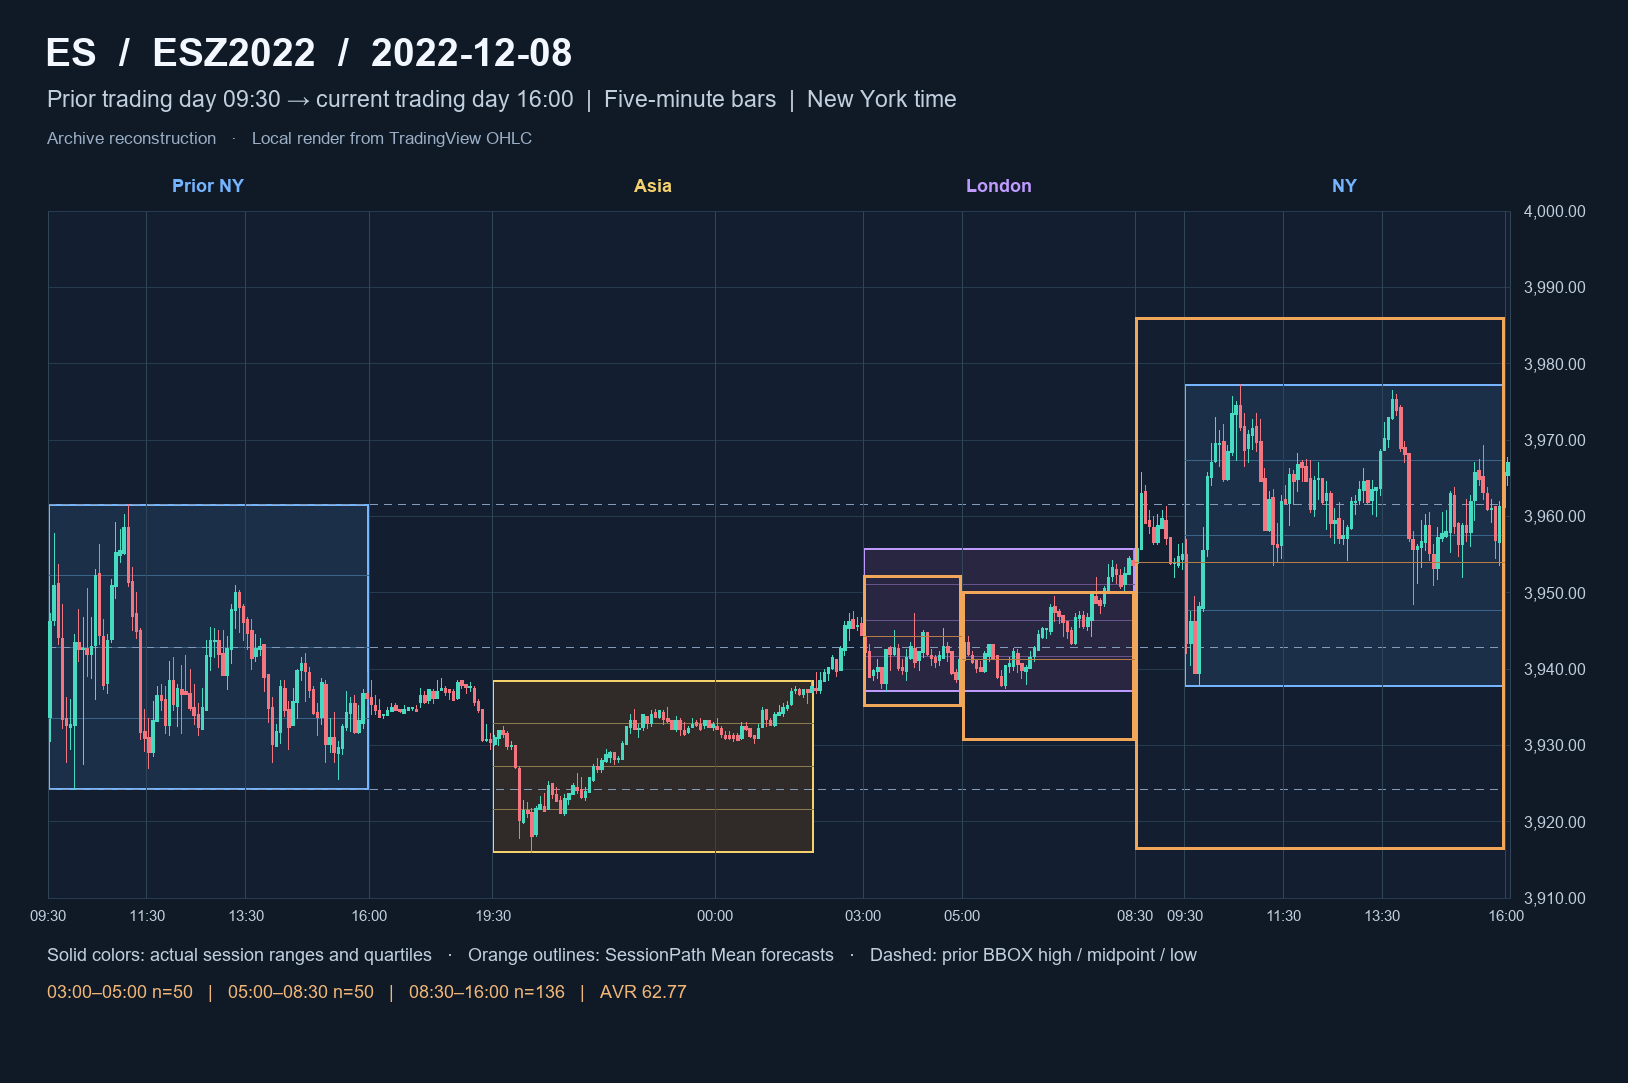 ES / ESZ2022 / 2022-12-08
Prior trading day 09:30 → current trading day 16:00 | Five-minute bars | New York time
Archive reconstruction · Local render from TradingView OHLC
Prior NY Asia London NY
4,000.00
3,990.00
3,980.00
3,970.00
3,960.00
3,950.00
3,940.00
3,930.00
3,920.00
3,910.00
09:30 11:30 13:30 16:00 19:30 00:00 03:00 05:00 08:30 09:30 11:30 13:30 16:00
Solid colors: actual session ranges and quartiles · Orange outlines: SessionPath Mean forecasts · Dashed: prior BBOX high / midpoint / low
03:00–05:00 n=50 | 05:00–08:30 n=50 | 08:30–16:00 n=136 | AVR 62.77